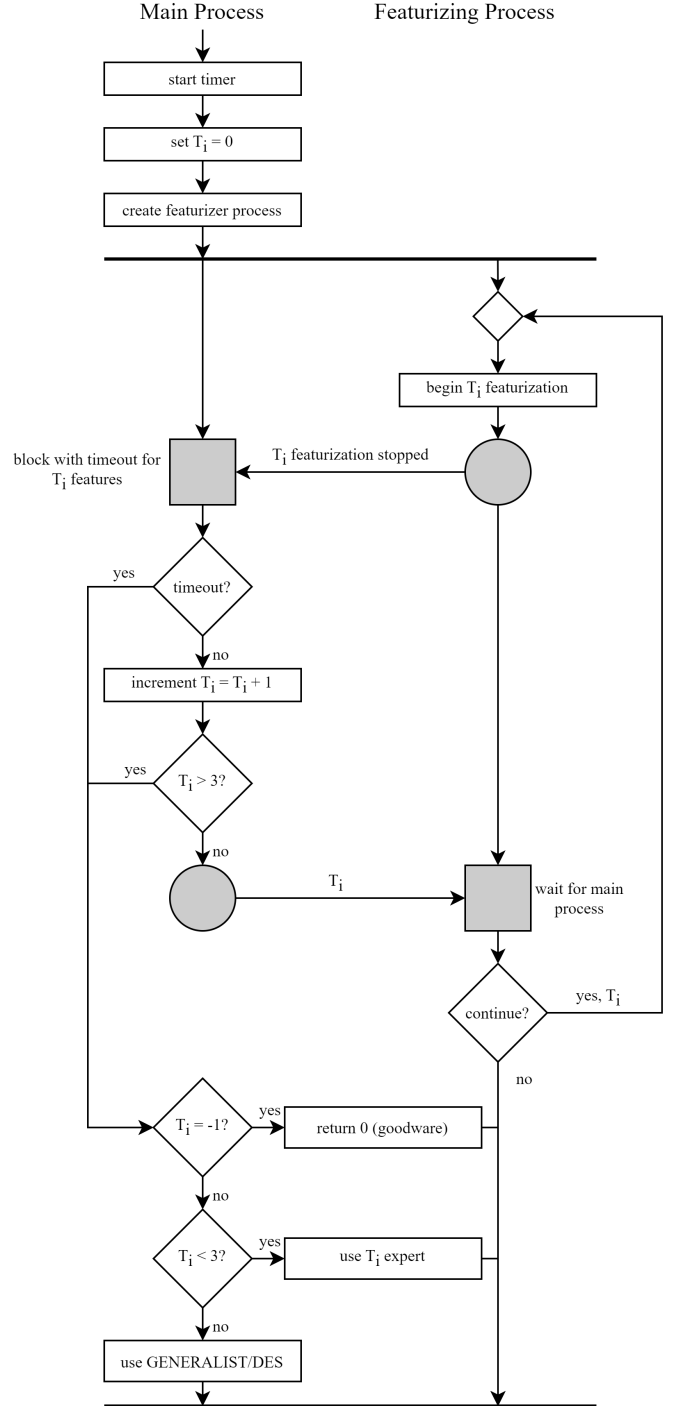 Main Process
Featurizing Process
start timer
set Ti = 0
create featurizer process
begin Ti featurization
block with timeout for
Ti features
Ti featurization stopped
yes
timeout?
no
increment Ti = Ti + 1
yes
Ti > 3?
no
Ti
wait for main
process
continue?
yes, Ti
no
Ti = -1?
yes
return 0 (goodware)
no
Ti < 3?
yes
use Ti expert
no
use GENERALIST/DES